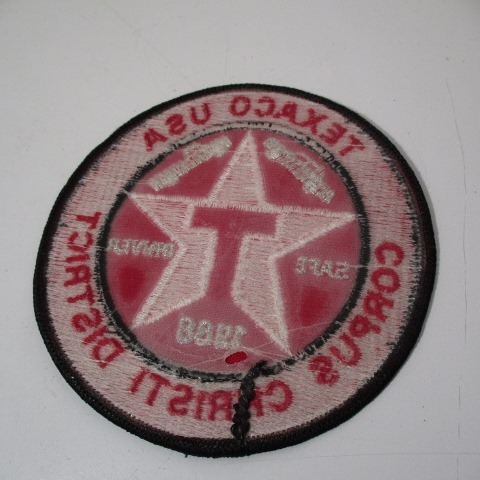 TEXACO USA
SAFE DRIVER
T
CORPUS CHRISTI DISTRICT